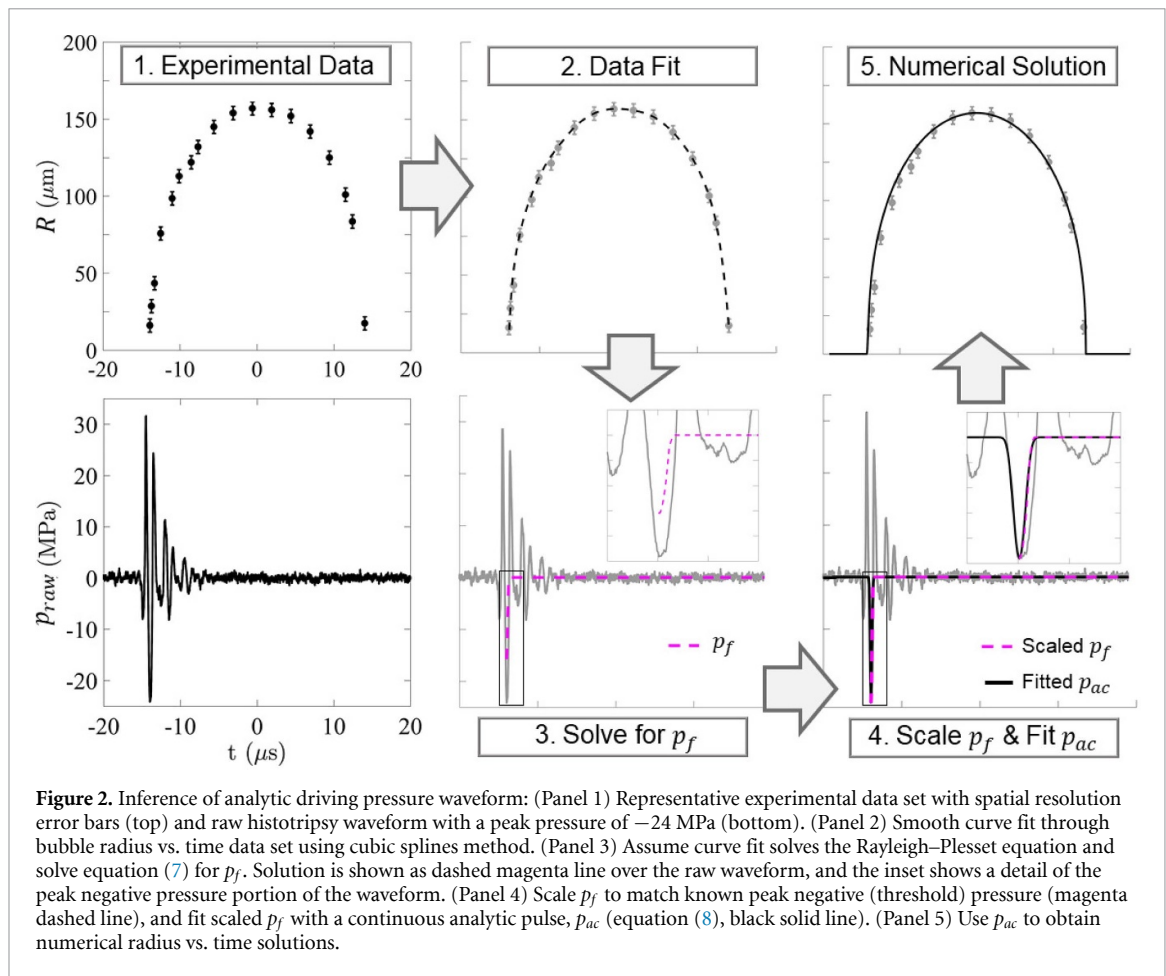 1. Experimental Data
2. Data Fit
5. Numerical Solution
200
150
100
50
0
R (μm)
-20
-10
0
10
20
30
20
10
0
-10
-20
p_raw (MPa)
-20
-10
0
10
20
t (μs)
p_f
Scaled p_f
Fitted p_ac
3. Solve for p_f
4. Scale p_f & Fit p_ac
Figure 2. Inference of analytic driving pressure waveform: (Panel 1) Representative experimental data set with spatial resolution
error bars (top) and raw histotripsy waveform with a peak pressure of −24 MPa (bottom). (Panel 2) Smooth curve fit through
bubble radius vs. time data set using cubic splines method. (Panel 3) Assume curve fit solves the Rayleigh–Plesset equation and
solve equation (7) for p_f. Solution is shown as dashed magenta line over the raw waveform, and the inset shows a detail of the
peak negative pressure portion of the waveform. (Panel 4) Scale p_f to match known peak negative (threshold) pressure (magenta
dashed line), and fit scaled p_f with a continuous analytic pulse, p_ac (equation (8), black solid line). (Panel 5) Use p_ac to obtain
numerical radius vs. time solutions.